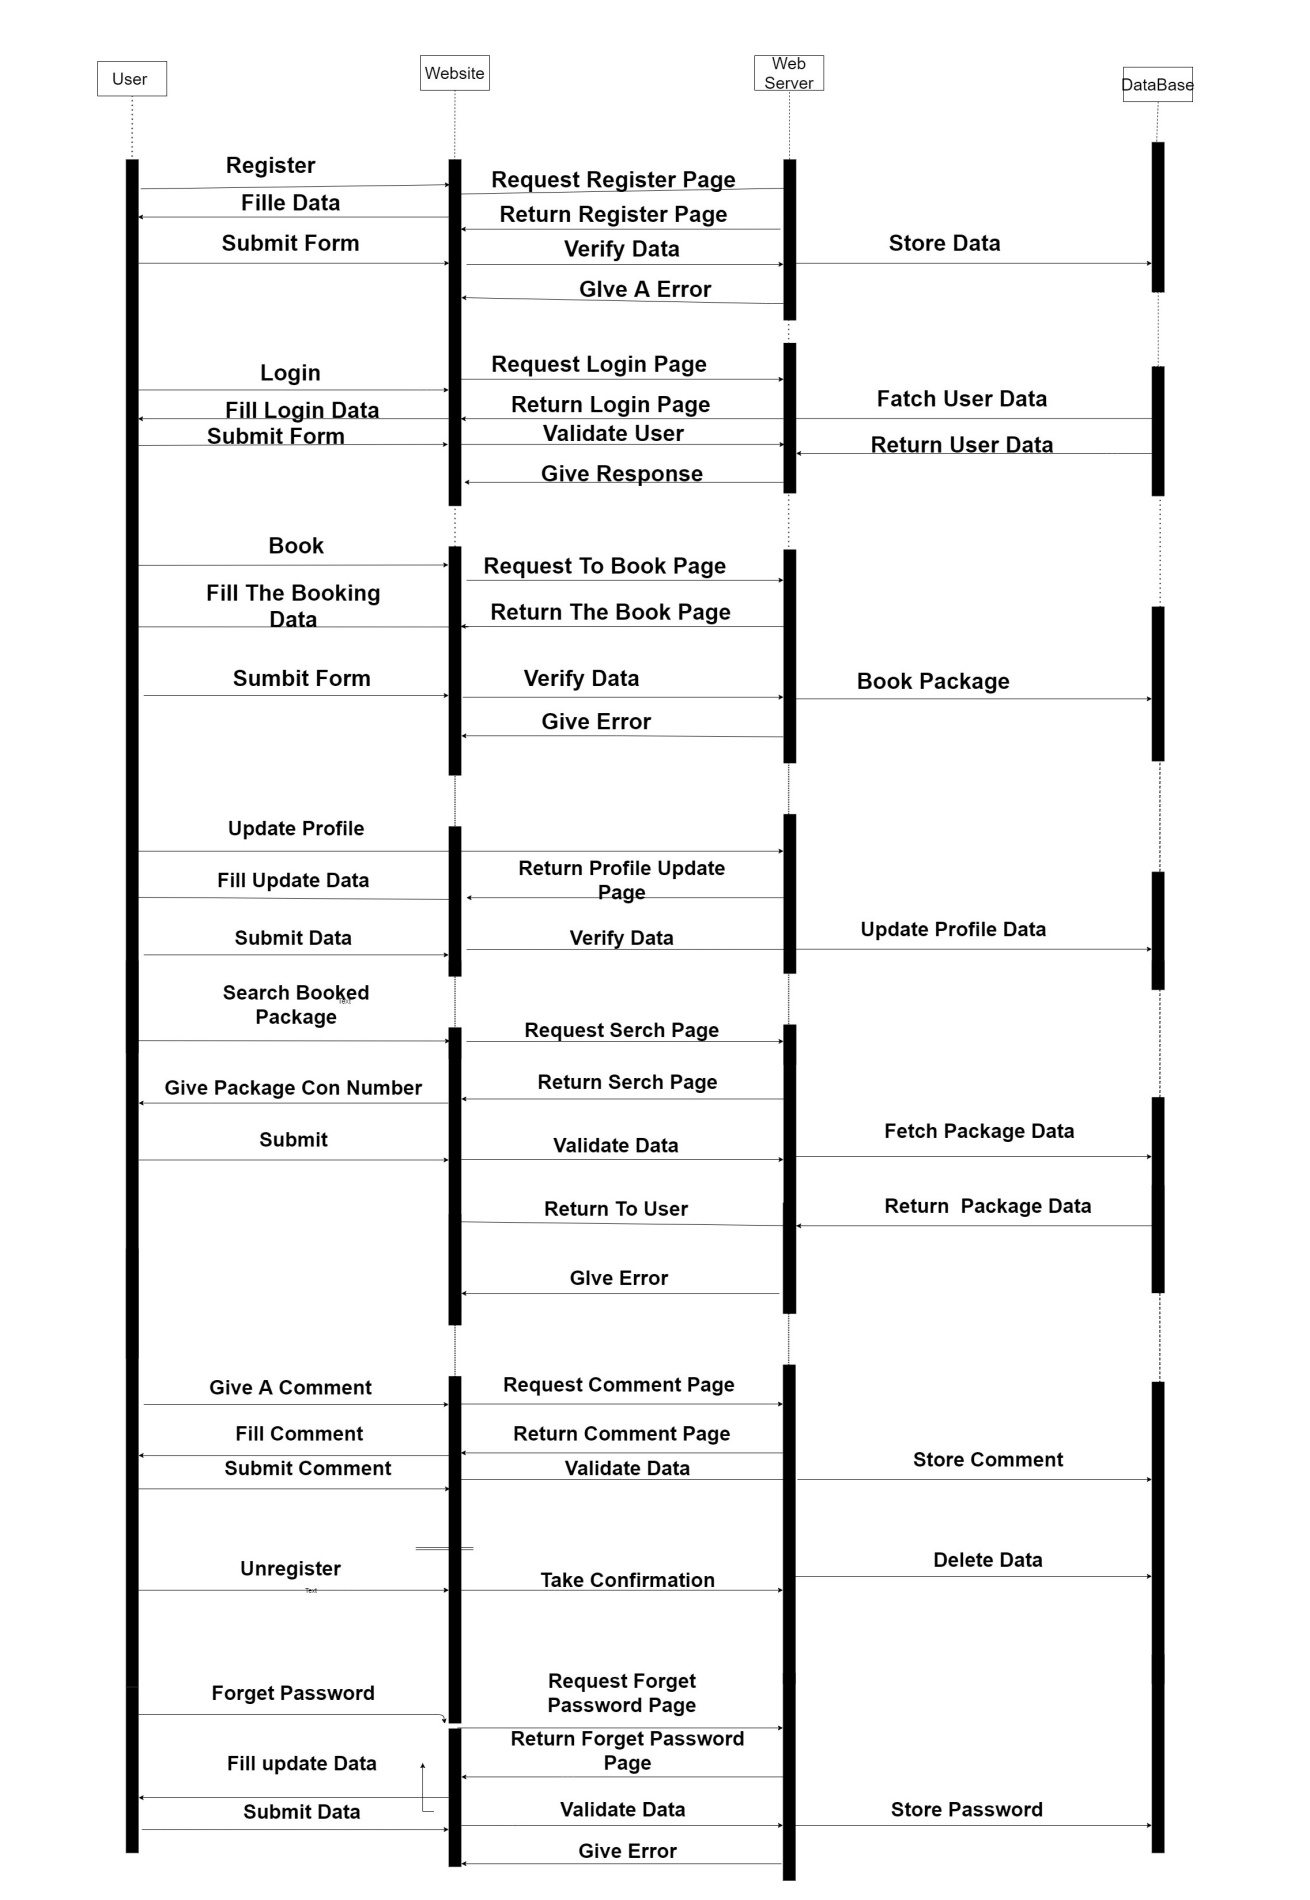 User
Website
Web
Server
DataBase
Register
Request Register Page
Fille Data
Return Register Page
Submit Form
Verify Data
Store Data
GIve A Error
Login
Request Login Page
Fill Login Data
Return Login Page
Fatch User Data
Submit Form
Validate User
Return User Data
Give Response
Book
Request To Book Page
Fill The Booking
Data
Return The Book Page
Sumbit Form
Verify Data
Book Package
Give Error
Update Profile
Return Profile Update
Page
Fill Update Data
Submit Data
Verify Data
Update Profile Data
Search Booked
Package
Text
Request Serch Page
Return Serch Page
Give Package Con Number
Submit
Validate Data
Fetch Package Data
Return To User
Return  Package Data
GIve Error
Give A Comment
Request Comment Page
Fill Comment
Return Comment Page
Submit Comment
Validate Data
Store Comment
Unregister
Text
Take Confirmation
Delete Data
Forget Password
Request Forget
Password Page
Return Forget Password
Page
Fill update Data
Submit Data
Validate Data
Store Password
Give Error